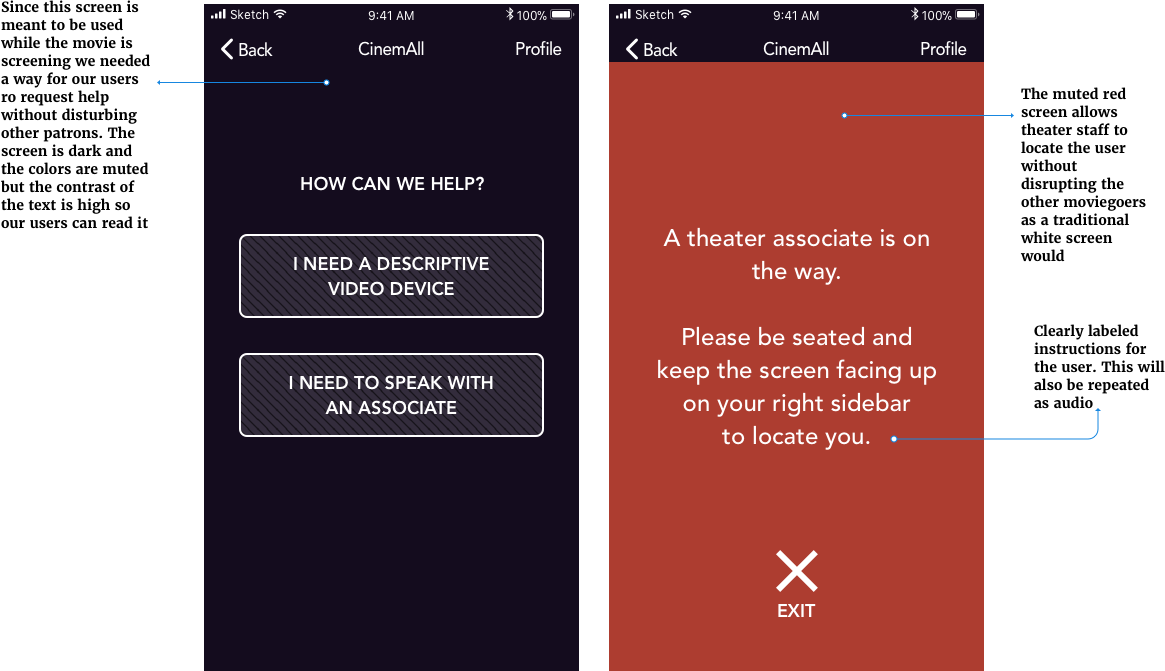 Since this screen is
meant to be used
while the movie is
screening we needed
a way for our users
ro request help
without disturbing
other patrons. The
screen is dark and
the colors are muted
but the contrast of
the text is high so
our users can read it
Sketch 9:41 AM 100%
Back CinemAll Profile
HOW CAN WE HELP?
I NEED A DESCRIPTIVE
VIDEO DEVICE
I NEED TO SPEAK WITH
AN ASSOCIATE
Sketch 9:41 AM 100%
Back CinemAll Profile
A theater associate is on
the way.
Please be seated and
keep the screen facing up
on your right sidebar
to locate you.
EXIT
The muted red
screen allows
theater staff to
locate the user
without
disrupting the
other moviegoers
as a traditional
white screen
would
Clearly labeled
instructions for
the user. This will
also be repeated
as audio